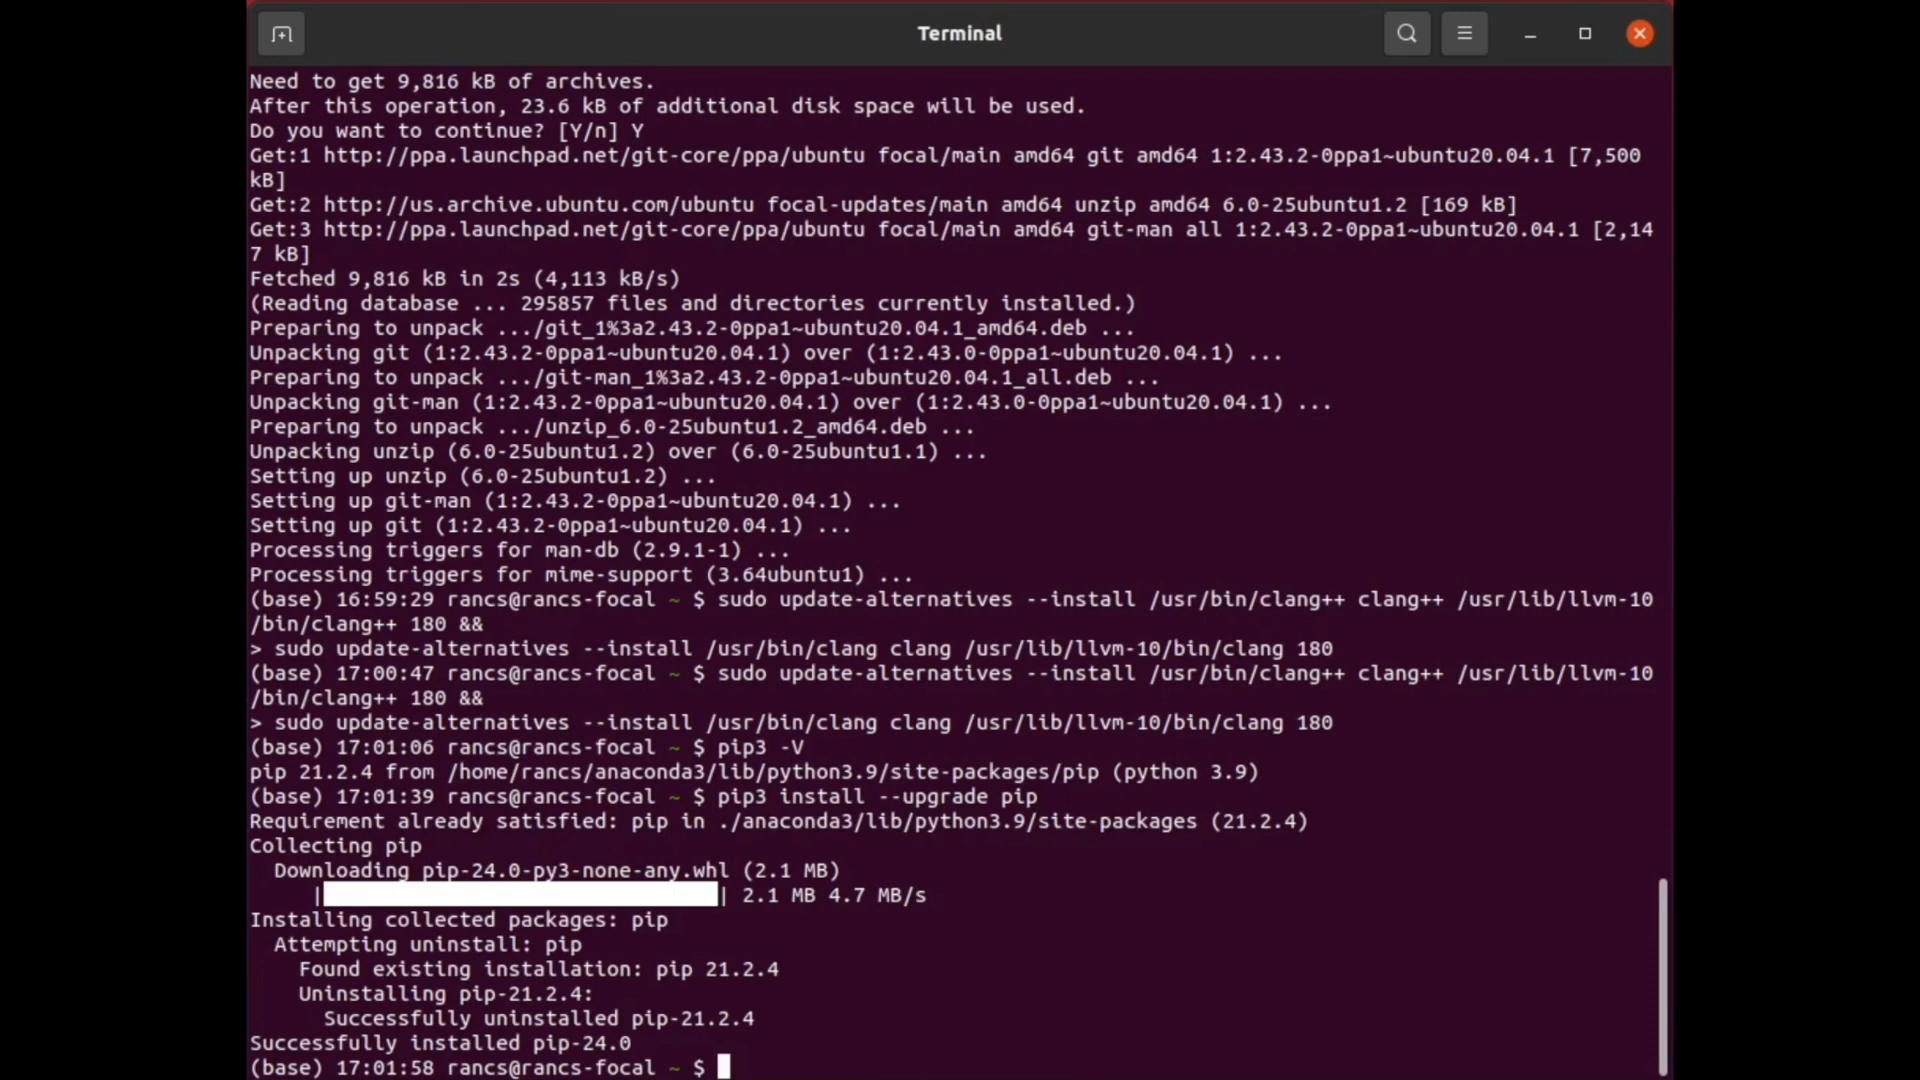 Terminal
Need to get 9,816 kB of archives.
After this operation, 23.6 kB of additional disk space will be used.
Do you want to continue? [Y/n] Y
Get:1 http://ppa.launchpad.net/git-core/ppa/ubuntu focal/main amd64 git amd64 1:2.43.2-0ppa1~ubuntu20.04.1 [7,500
kB]
Get:2 http://us.archive.ubuntu.com/ubuntu focal-updates/main amd64 unzip amd64 6.0-25ubuntu1.2 [169 kB]
Get:3 http://ppa.launchpad.net/git-core/ppa/ubuntu focal/main amd64 git-man all 1:2.43.2-0ppa1~ubuntu20.04.1 [2,14
7 kB]
Fetched 9,816 kB in 2s (4,113 kB/s)
(Reading database ... 295857 files and directories currently installed.)
Preparing to unpack .../git_1%3a2.43.2-0ppa1~ubuntu20.04.1_amd64.deb ...
Unpacking git (1:2.43.2-0ppa1~ubuntu20.04.1) over (1:2.43.0-0ppa1~ubuntu20.04.1) ...
Preparing to unpack .../git-man_1%3a2.43.2-0ppa1~ubuntu20.04.1_all.deb ...
Unpacking git-man (1:2.43.2-0ppa1~ubuntu20.04.1) over (1:2.43.0-0ppa1~ubuntu20.04.1) ...
Preparing to unpack .../unzip_6.0-25ubuntu1.2_amd64.deb ...
Unpacking unzip (6.0-25ubuntu1.2) over (6.0-25ubuntu1.1) ...
Setting up unzip (6.0-25ubuntu1.2) ...
Setting up git-man (1:2.43.2-0ppa1~ubuntu20.04.1) ...
Setting up git (1:2.43.2-0ppa1~ubuntu20.04.1) ...
Processing triggers for man-db (2.9.1-1) ...
Processing triggers for mime-support (3.64ubuntu1) ...
(base) 16:59:29 rancs@rancs-focal ~ $ sudo update-alternatives --install /usr/bin/clang++ clang++ /usr/lib/llvm-10
/bin/clang++ 180 &&
> sudo update-alternatives --install /usr/bin/clang clang /usr/lib/llvm-10/bin/clang 180
(base) 17:00:47 rancs@rancs-focal ~ $ sudo update-alternatives --install /usr/bin/clang++ clang++ /usr/lib/llvm-10
/bin/clang++ 180 &&
> sudo update-alternatives --install /usr/bin/clang clang /usr/lib/llvm-10/bin/clang 180
(base) 17:01:06 rancs@rancs-focal ~ $ pip3 -V
pip 21.2.4 from /home/rancs/anaconda3/lib/python3.9/site-packages/pip (python 3.9)
(base) 17:01:39 rancs@rancs-focal ~ $ pip3 install --upgrade pip
Requirement already satisfied: pip in ./anaconda3/lib/python3.9/site-packages (21.2.4)
Collecting pip
  Downloading pip-24.0-py3-none-any.whl (2.1 MB)
| | 2.1 MB 4.7 MB/s
Installing collected packages: pip
  Attempting uninstall: pip
    Found existing installation: pip 21.2.4
    Uninstalling pip-21.2.4:
      Successfully uninstalled pip-21.2.4
Successfully installed pip-24.0
(base) 17:01:58 rancs@rancs-focal ~ $